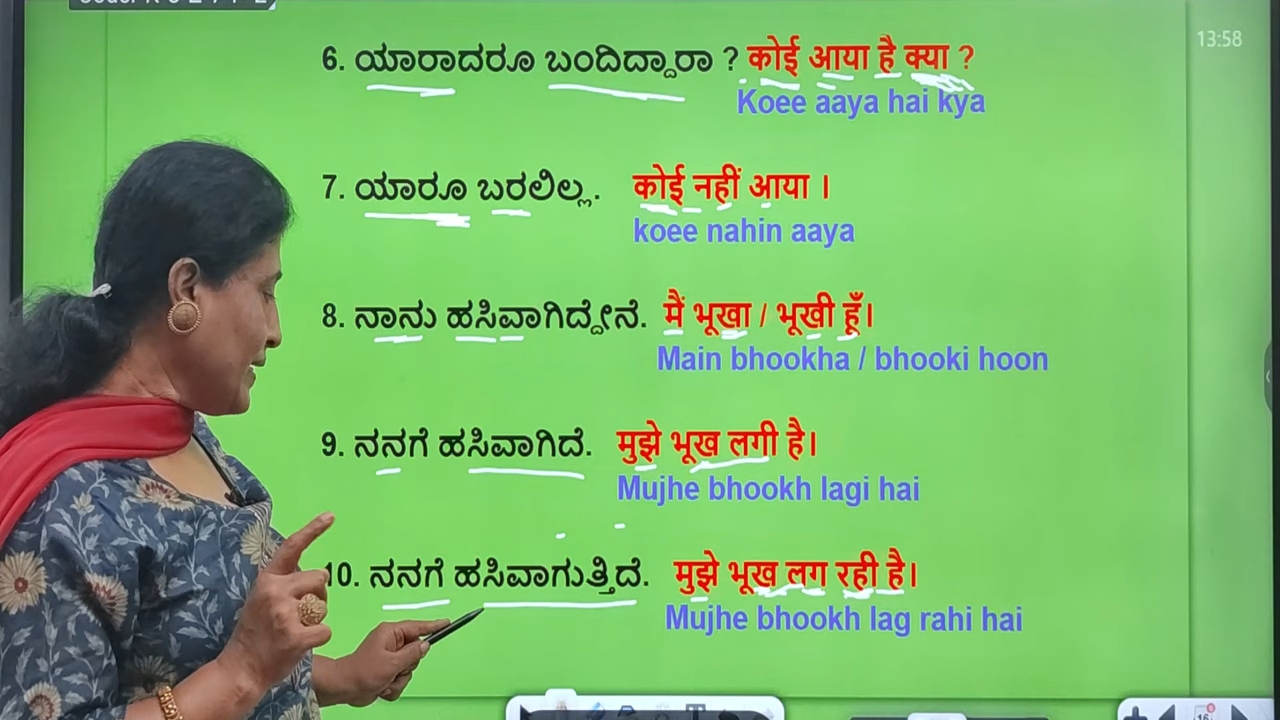 13:58
6. ಯಾರಾದರೂ ಬಂದಿದ್ದಾರಾ ? कोई आया है क्या ?
Koee aaya hai kya
7. ಯಾರೂ ಬರಲಿಲ್ಲ. कोई नहीं आया ।
koee nahin aaya
8. ನಾನು ಹಸಿವಾಗಿದ್ದೇನೆ. मैं भूखा / भूखी हूँ।
Main bhookha / bhooki hoon
9. ನನಗೆ ಹಸಿವಾಗಿದೆ. मुझे भूख लगी है।
Mujhe bhookh lagi hai
10. ನನಗೆ ಹಸಿವಾಗುತ್ತಿದೆ. मुझे भूख लग रही है।
Mujhe bhookh lag rahi hai